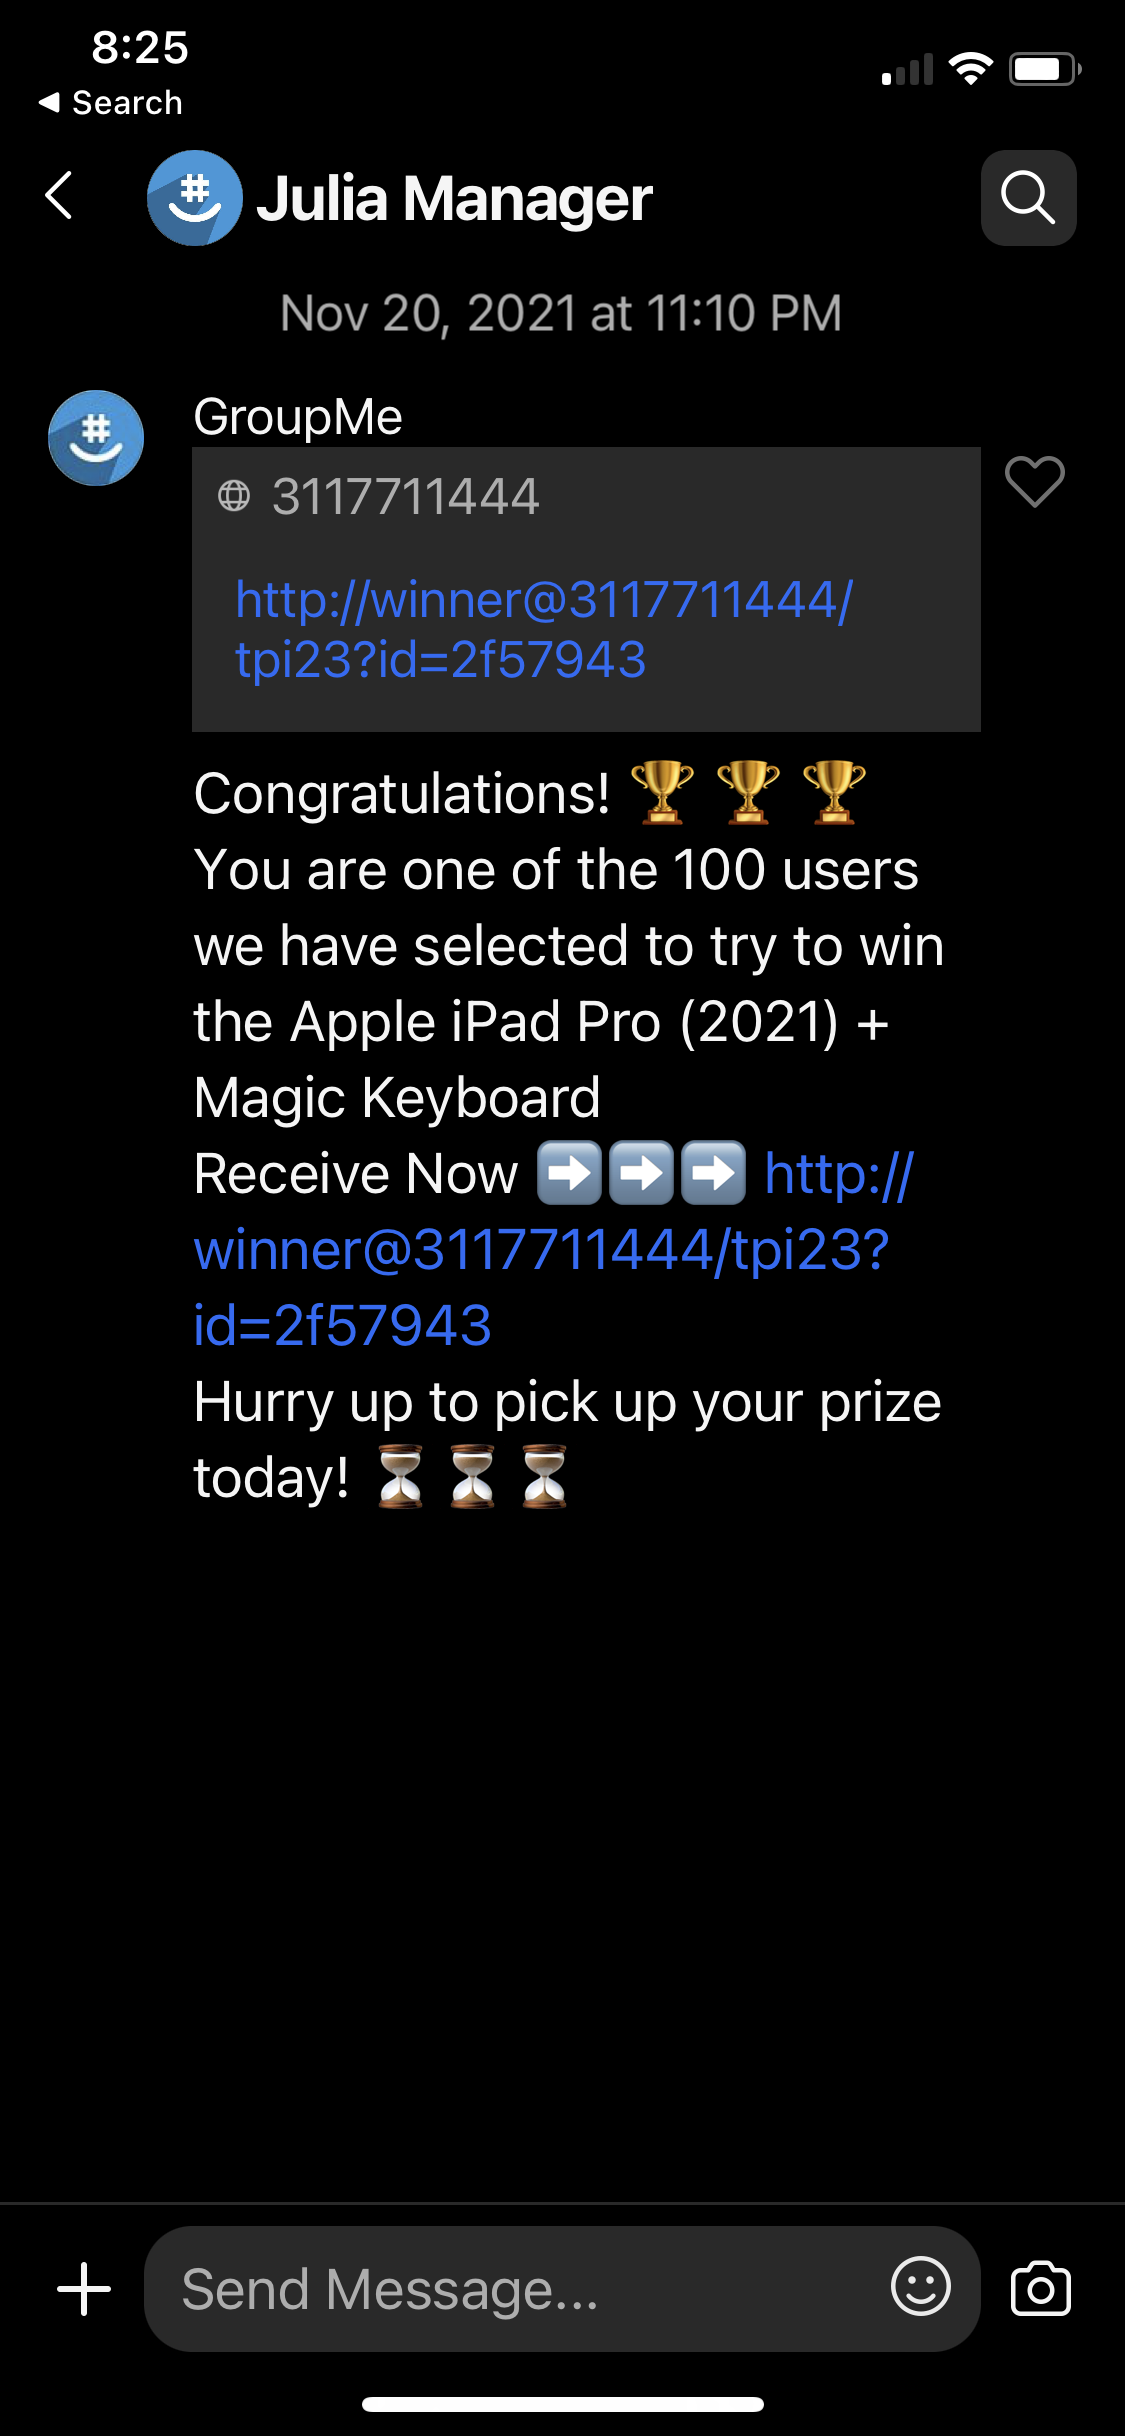 8:25
◀ Search
Julia Manager
Nov 20, 2021 at 11:10 PM
GroupMe
3117711444
http://winner@3117711444/
tpi23?id=2f57943
Congratulations! 🏆 🏆 🏆
You are one of the 100 users
we have selected to try to win
the Apple iPad Pro (2021) +
Magic Keyboard
Receive Now ➡️➡️➡️ http://
winner@3117711444/tpi23?
id=2f57943
Hurry up to pick up your prize
today! ⏳ ⏳ ⏳
Send Message...